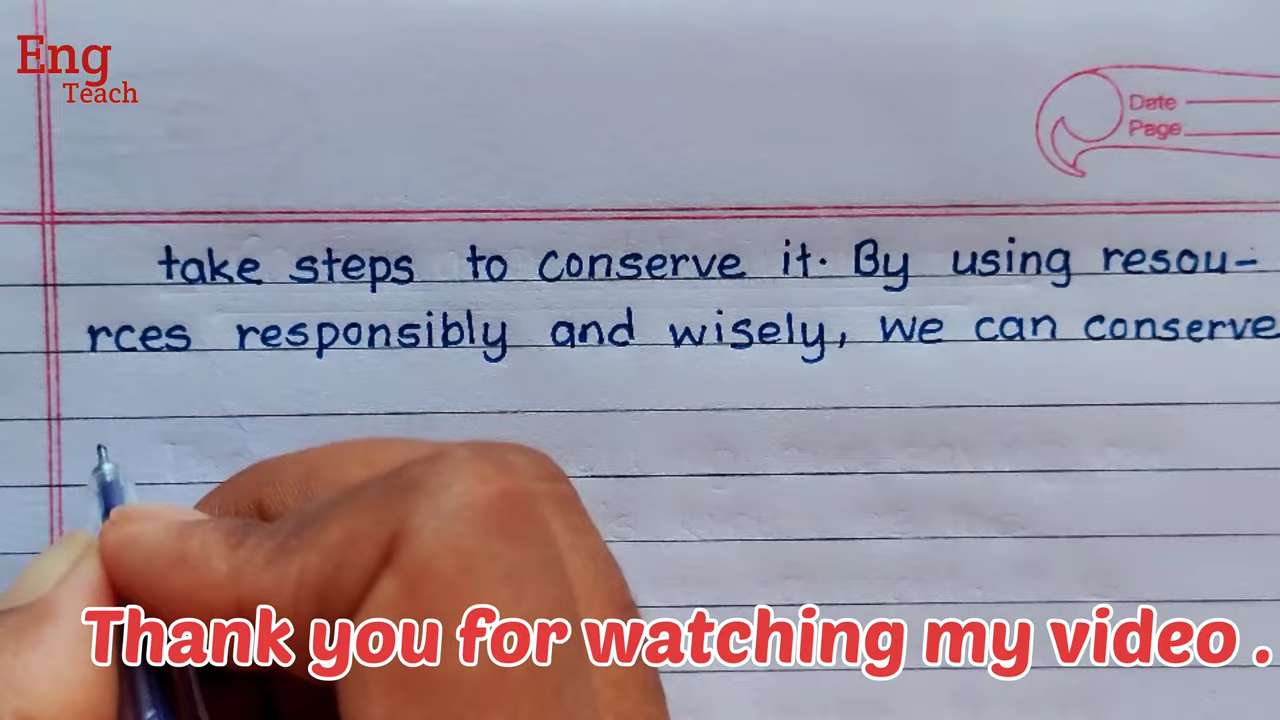 Eng
Teach
Date
Page
take steps to conserve it. By using resou-
rces responsibly and wisely, we can conserve
Thank you for watching my video .